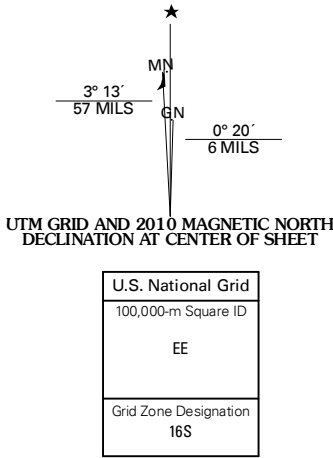 ★
MN
3° 13´
57 MILS
GN
0° 20´
6 MILS
UTM GRID AND 2010 MAGNETIC NORTH
DECLINATION AT CENTER OF SHEET
U.S. National Grid
100,000-m Square ID
EE
Grid Zone Designation
16S